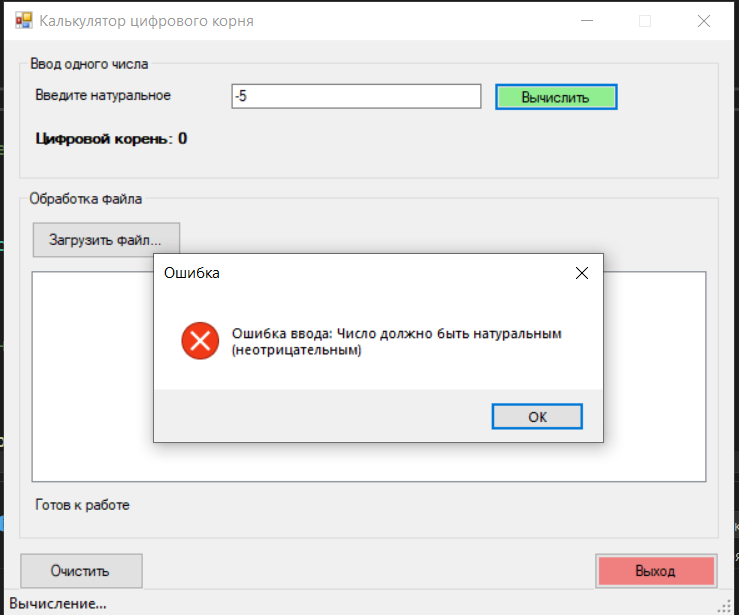 Калькулятор цифрового корня
Ввод одного числа
Введите натуральное
-5
Вычислить
Цифровой корень: 0
Обработка файла
Загрузить файл...
Ошибка
Ошибка ввода: Число должно быть натуральным
(неотрицательным)
OK
Готов к работе
Очистить
Выход
Вычисление...